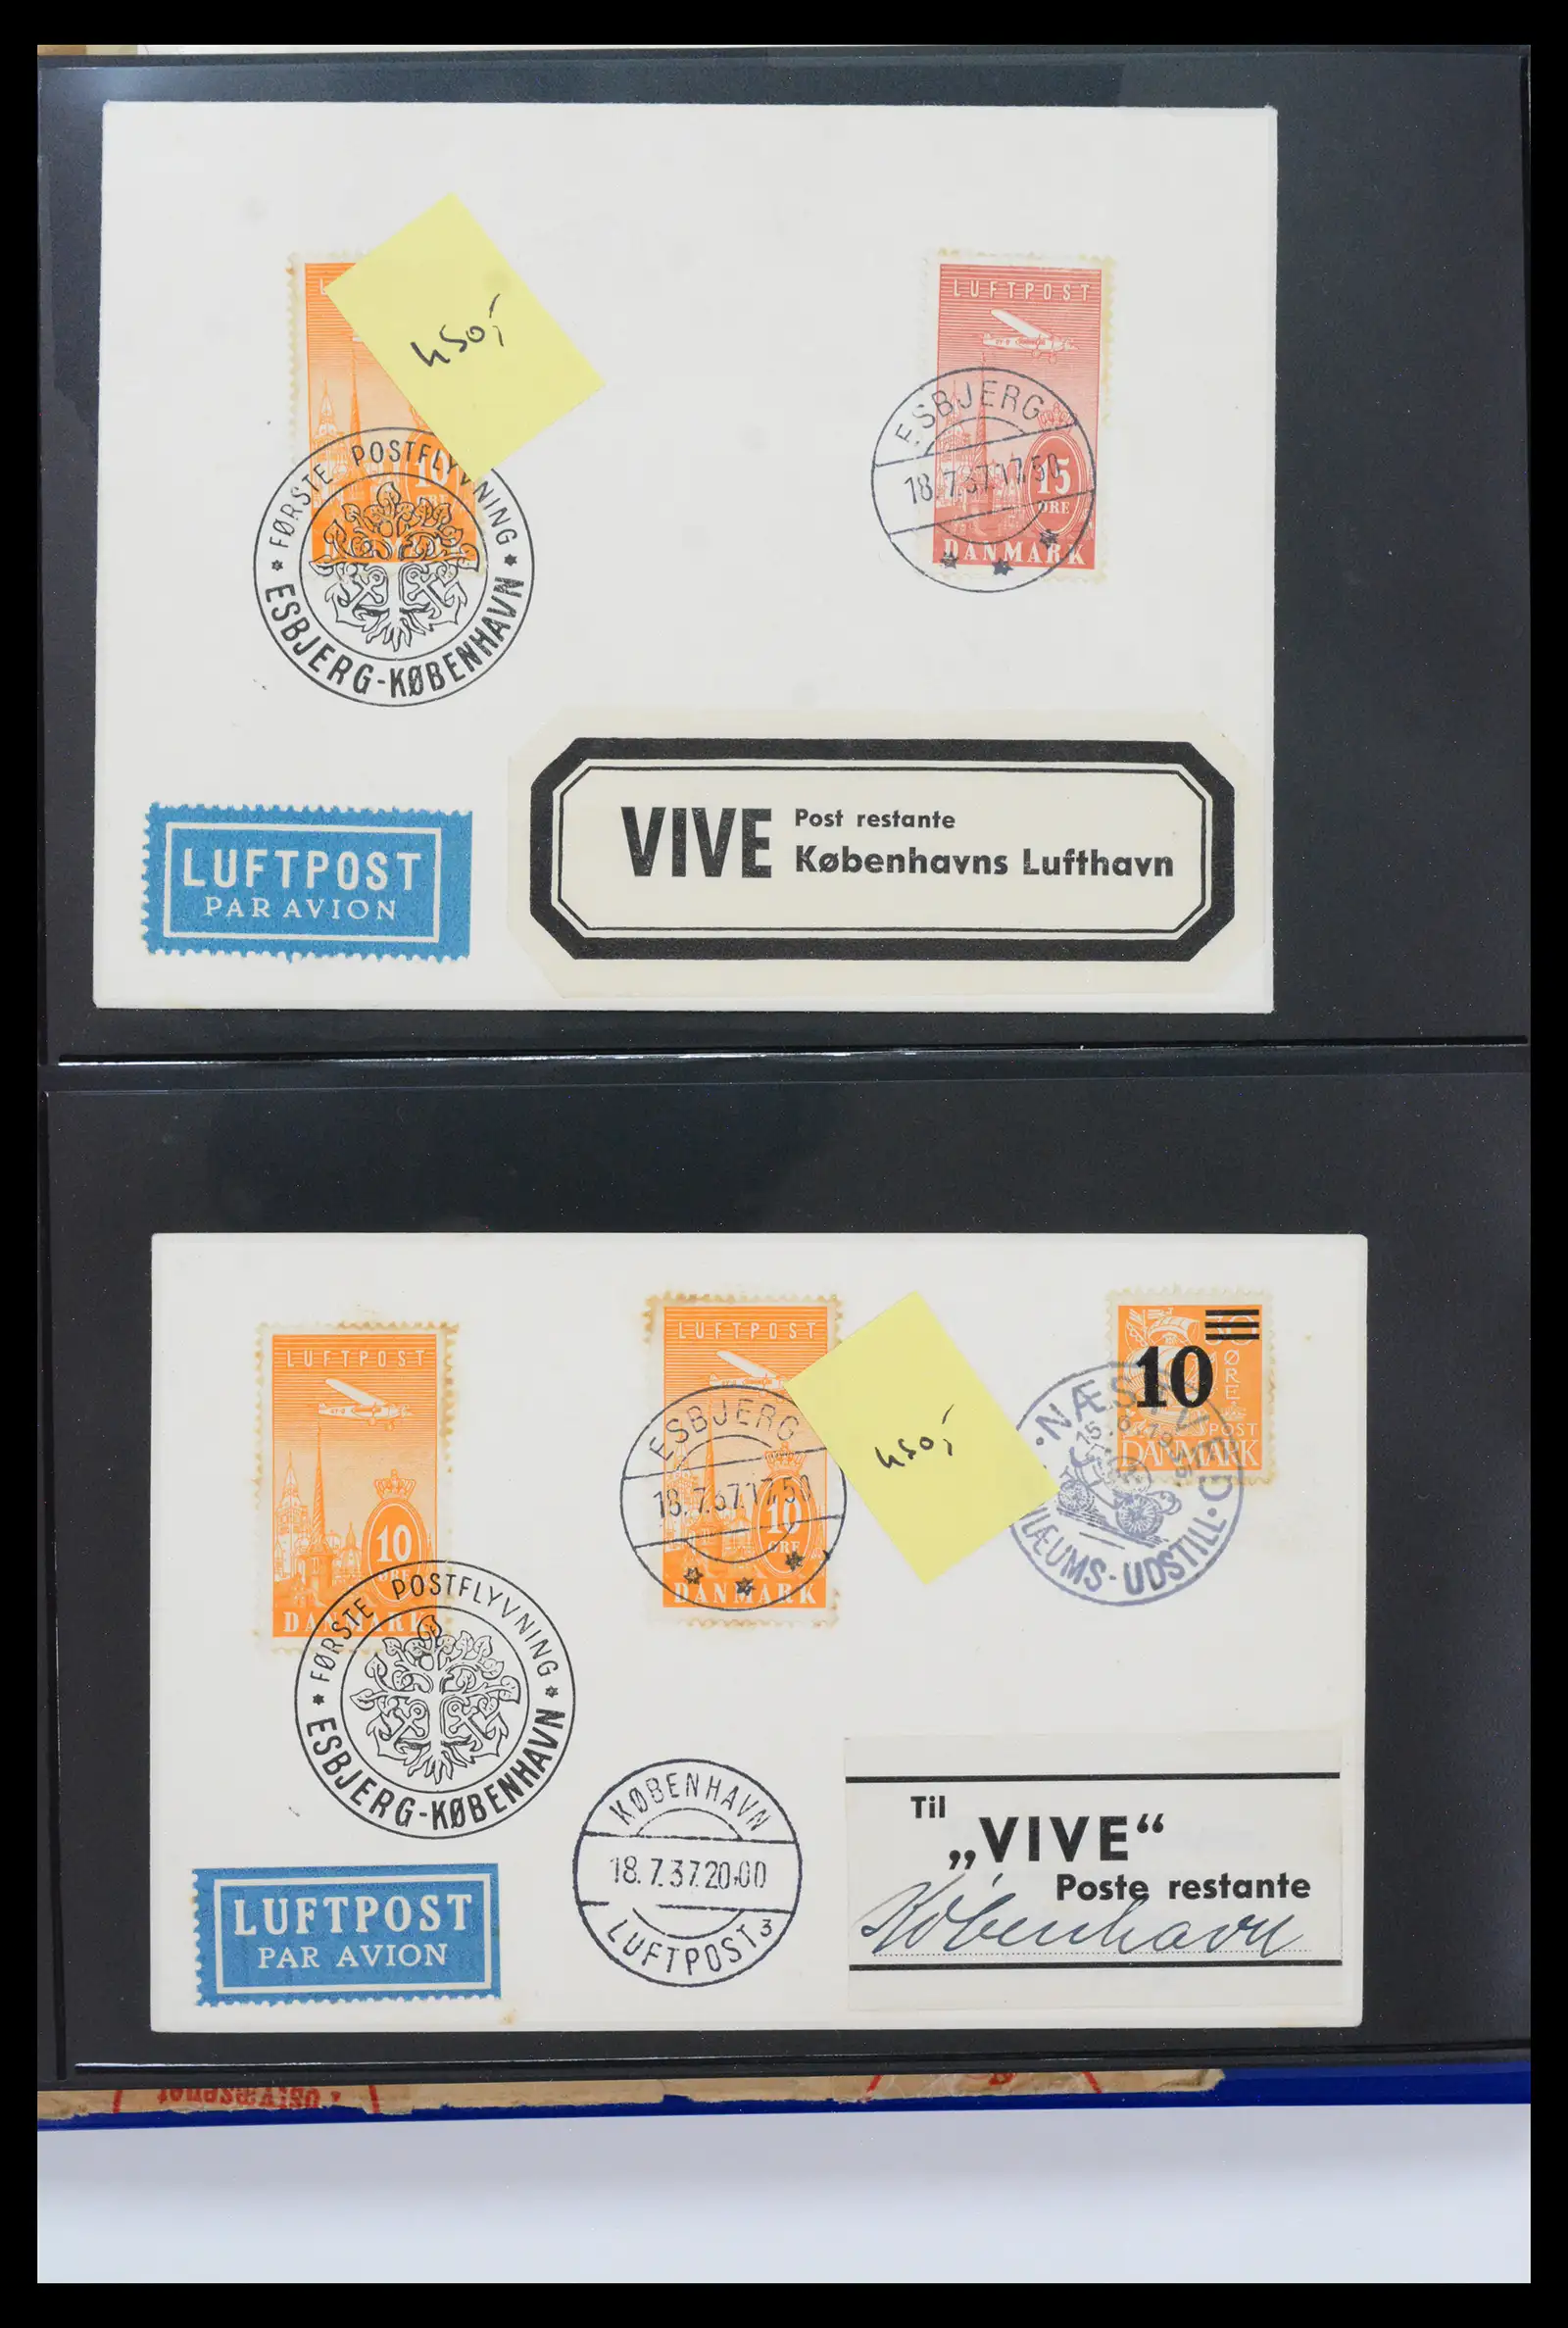 450,-
LUFTPOST
15
ØRE
DANMARK
ESBJERG
18.7.37.17.50
10
FØRSTE POSTFLYVNING
ESBJERG-KØBENHAVN
VIVE
Post restante
Københavns Lufthavn
LUFTPOST
PAR AVION
LUFTPOST
10
ØRE
DANMARK
FØRSTE POSTFLYVNING
ESBJERG-KØBENHAVN
LUFTPOST
ESBJERG
18.7.37.17.50
10
ØRE
DANMARK
450,-
10
ØRE
POST
DANMARK
LÆUMS-UDSTILL
KØBENHAVN
18.7.37.20.00
LUFTPOST 3
Til
„VIVE“
Poste restante
København
LUFTPOST
PAR AVION